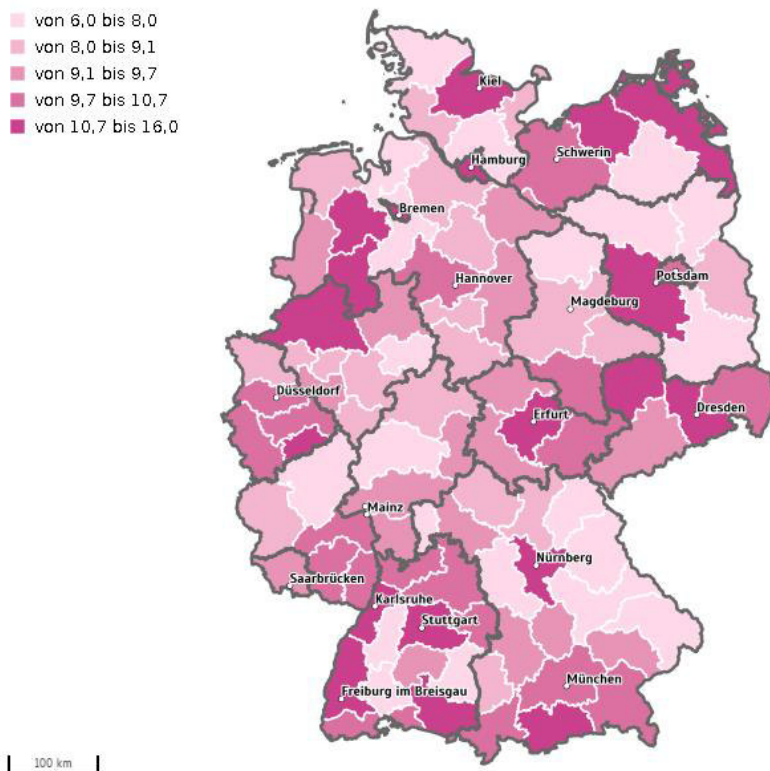 von 6,0 bis 8,0
von 8,0 bis 9,1
von 9,1 bis 9,7
von 9,7 bis 10,7
von 10,7 bis 16,0
Kiel
Hamburg
Schwerin
Bremen
Hannover
Potsdam
Magdeburg
Düsseldorf
Erfurt
Dresden
Mainz
Nürnberg
Saarbrücken
Karlsruhe
Stuttgart
München
Freiburg im Breisgau
100 km